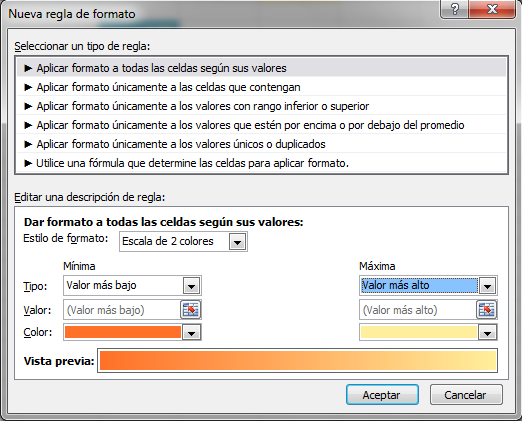 Nueva regla de formato
Seleccionar un tipo de regla:
► Aplicar formato a todas las celdas según sus valores
► Aplicar formato únicamente a las celdas que contengan
► Aplicar formato únicamente a los valores con rango inferior o superior
► Aplicar formato únicamente a los valores que estén por encima o por debajo del promedio
► Aplicar formato únicamente a los valores únicos o duplicados
► Utilice una fórmula que determine las celdas para aplicar formato.
Editar una descripción de regla:
Dar formato a todas las celdas según sus valores:
Estilo de formato: Escala de 2 colores
Mínima Máxima
Tipo: Valor más bajo Valor más alto
Valor: (Valor más bajo) (Valor más alto)
Color:
Vista previa:
Aceptar Cancelar